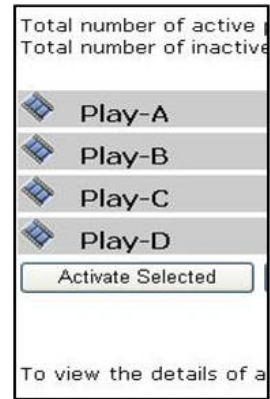 Total number of active
Total number of inactive
Play-A
Play-B
Play-C
Play-D
Activate Selected
To view the details of a